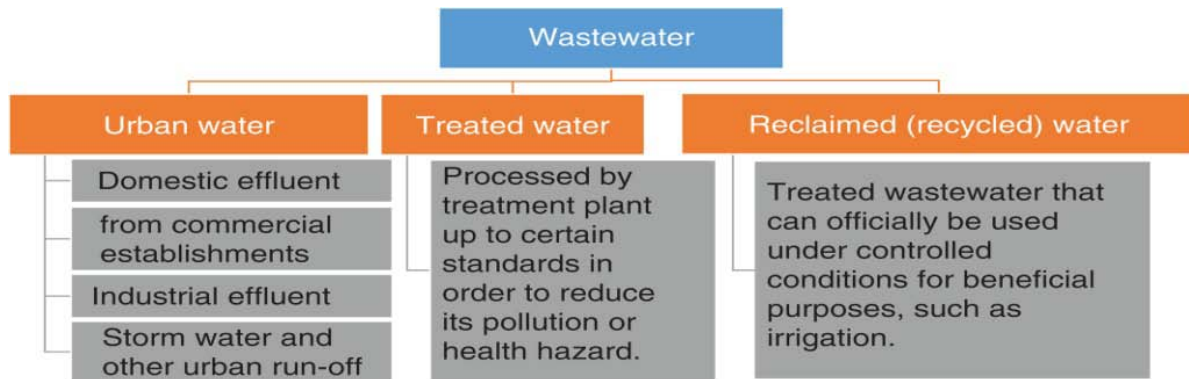 Wastewater
Urban water
Domestic effluent
from commercial
establishments
Industrial effluent
Storm water and
other urban run-off
Treated water
Processed by
treatment plant
up to certain
standards in
order to reduce
its pollution or
health hazard.
Reclaimed (recycled) water
Treated wastewater that
can officially be used
under controlled
conditions for beneficial
purposes, such as
irrigation.